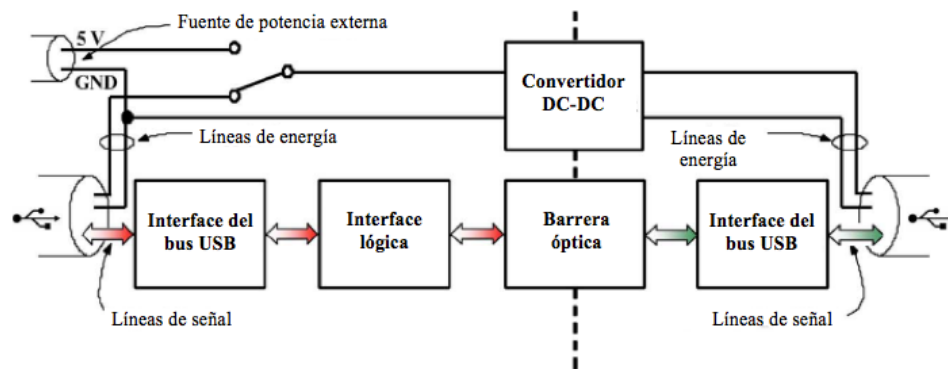 Fuente de potencia externa
5 V
GND
Convertidor
DC-DC
Líneas de energía
Líneas de
energía
Interface del
bus USB
Interface
lógica
Barrera
óptica
Interface del
bus USB
Líneas de señal
Líneas de señal